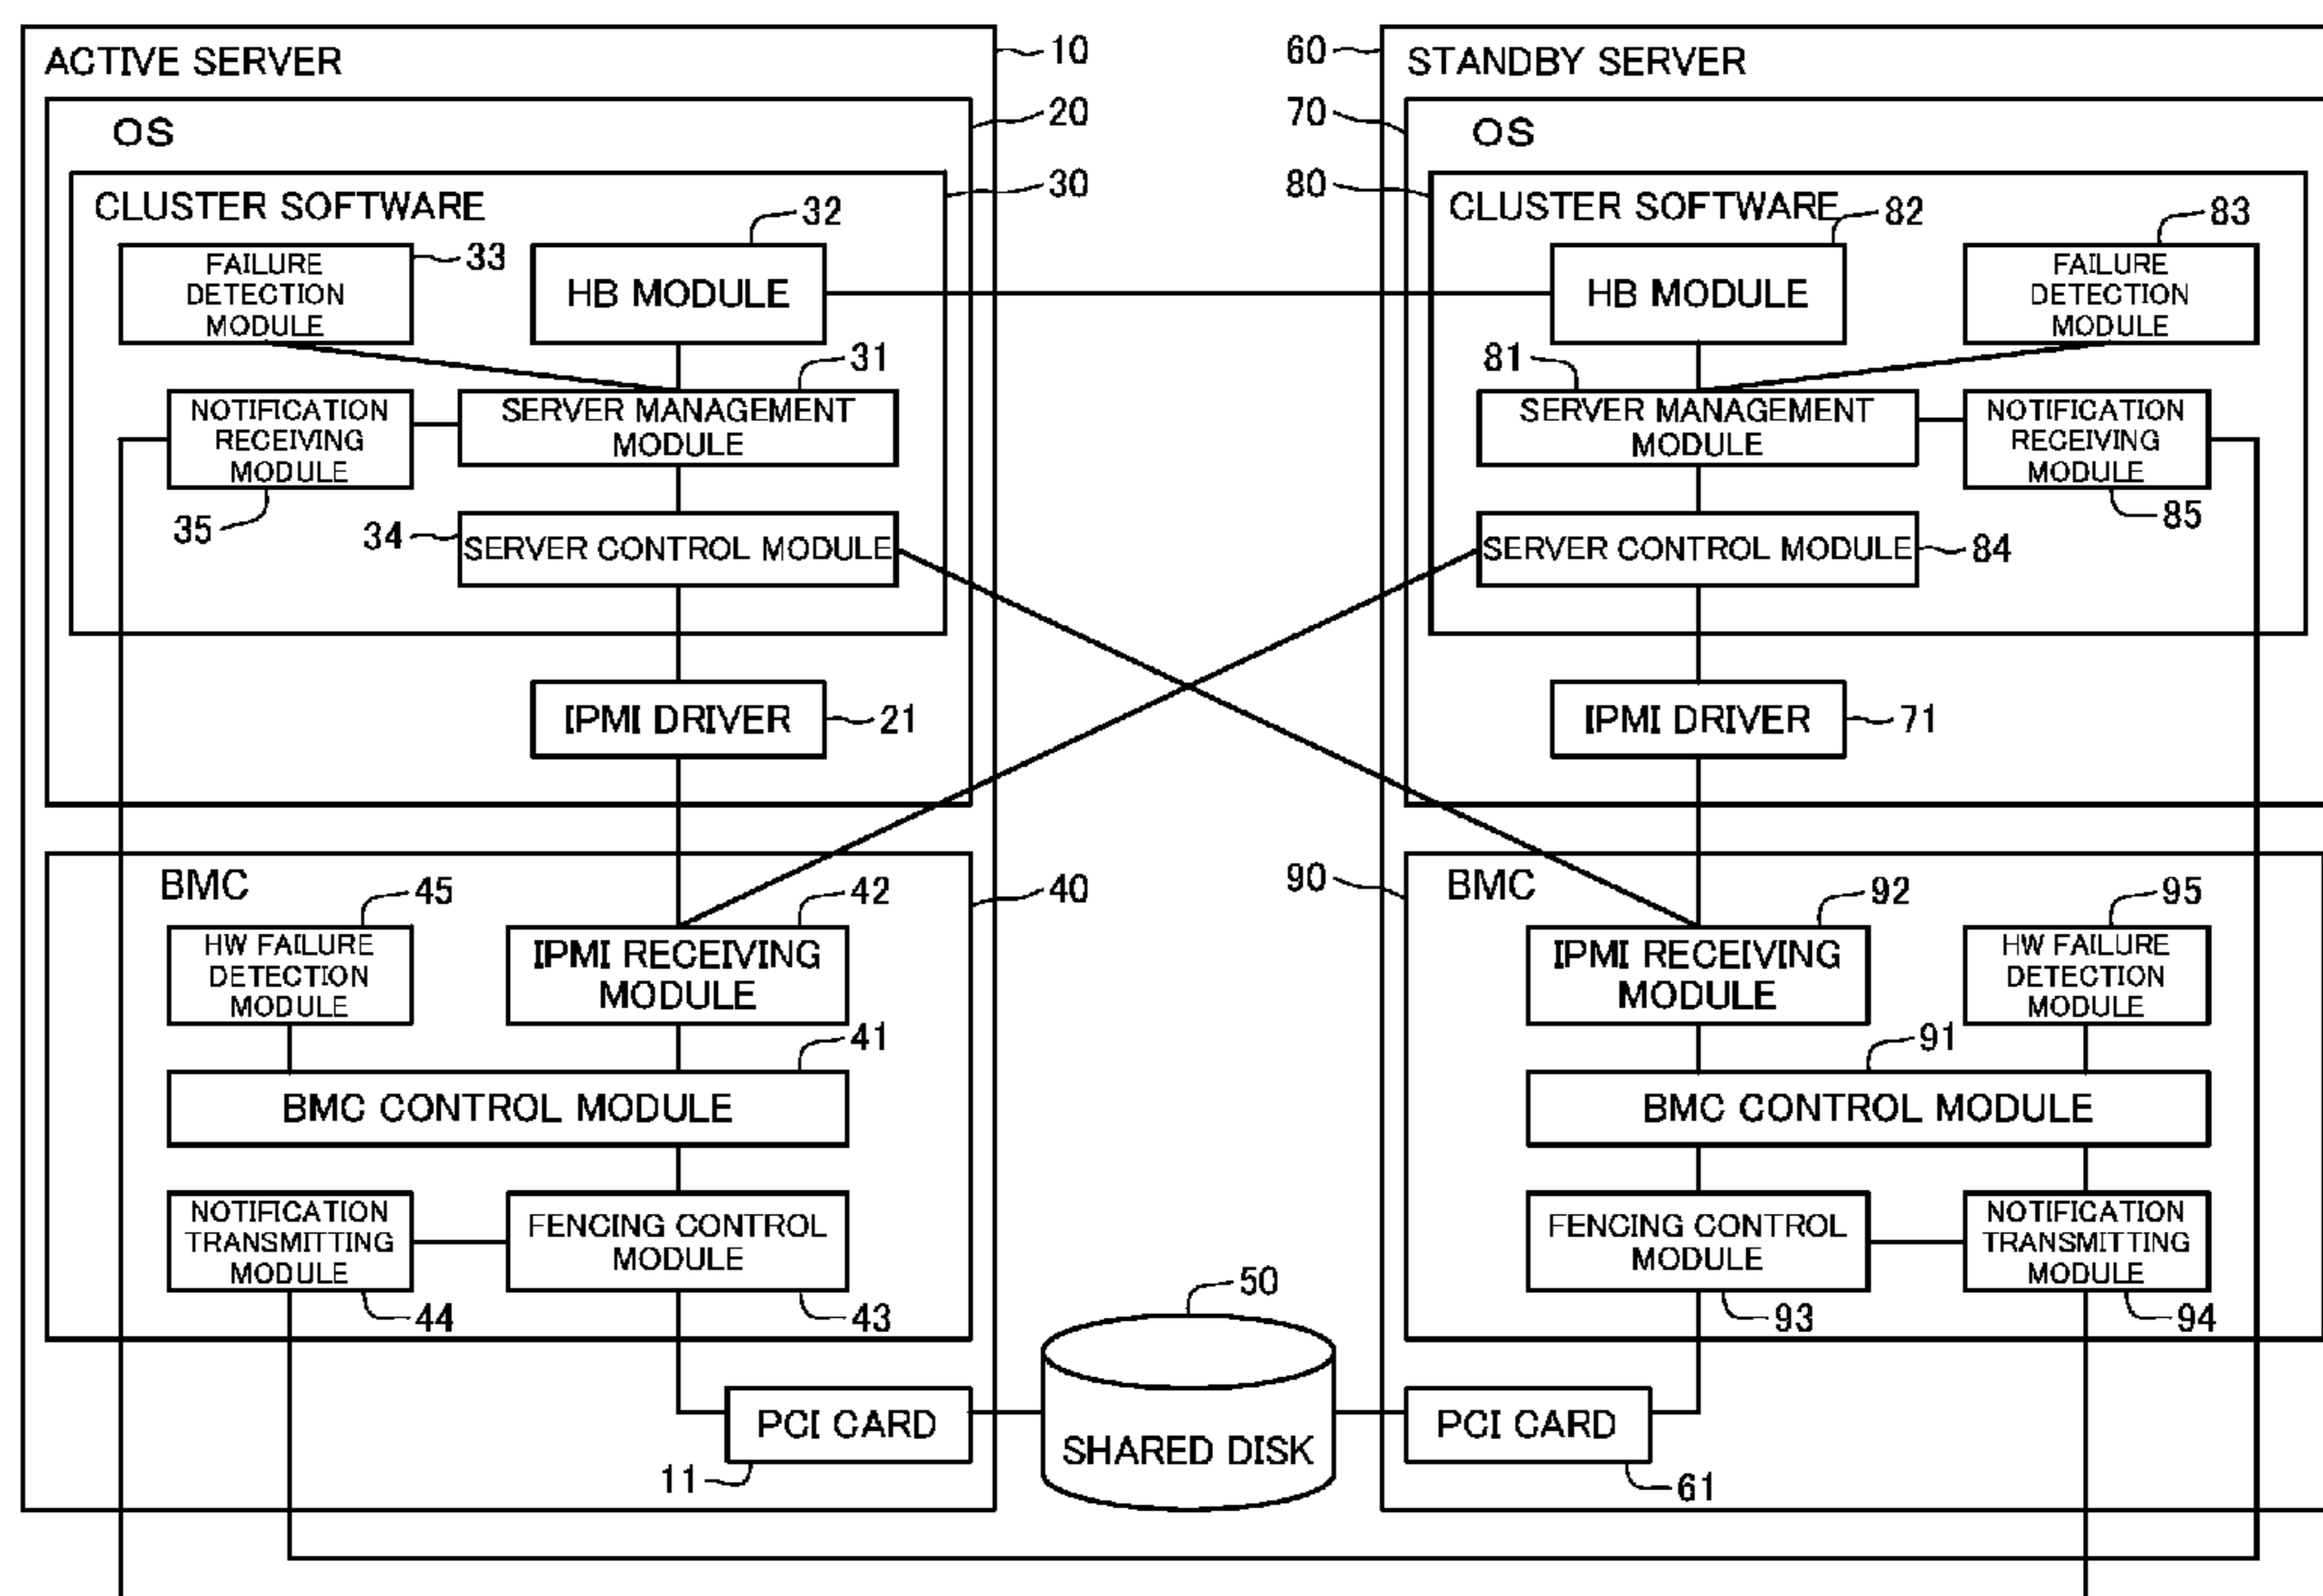 ACTIVE SERVER
10
OS
20
CLUSTER SOFTWARE
30
32
FAILURE
DETECTION
MODULE
33
HB MODULE
31
NOTIFICATION
RECEIVING
MODULE
SERVER MANAGEMENT
MODULE
35
34
SERVER CONTROL MODULE
IPMI DRIVER
21
BMC
40
45
42
HW FAILURE
DETECTION
MODULE
IPMI RECEIVING
MODULE
41
BMC CONTROL MODULE
NOTIFICATION
TRANSMITTING
MODULE
FENCING CONTROL
MODULE
44
43
PCI CARD
11
50
SHARED DISK
60
STANDBY SERVER
70
OS
80
CLUSTER SOFTWARE
82
83
HB MODULE
FAILURE
DETECTION
MODULE
81
SERVER MANAGEMENT
MODULE
NOTIFICATION
RECEIVING
MODULE
85
SERVER CONTROL MODULE
84
IPMI DRIVER
71
90
BMC
92
95
IPMI RECEIVING
MODULE
HW FAILURE
DETECTION
MODULE
91
BMC CONTROL MODULE
FENCING CONTROL
MODULE
NOTIFICATION
TRANSMITTING
MODULE
93
94
PCI CARD
61